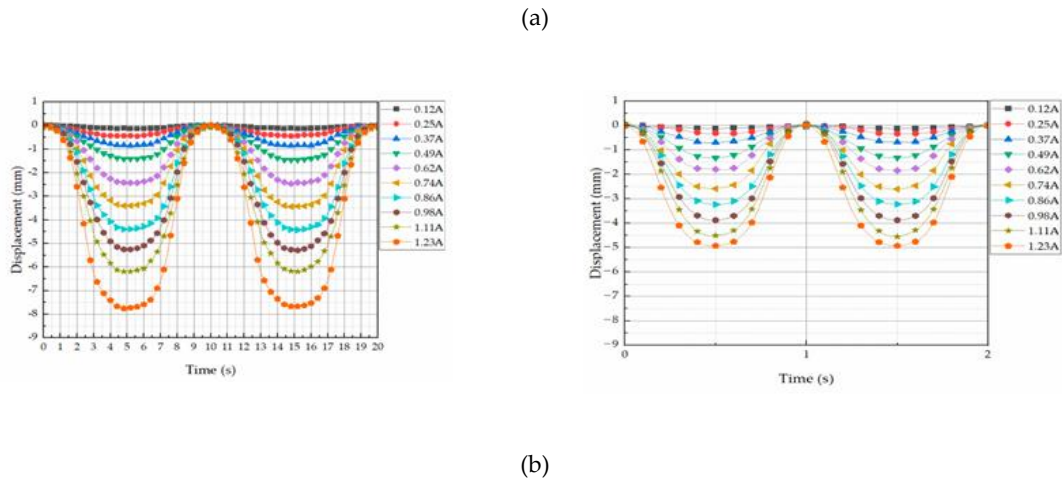 (a)
1
0
-1
-2
-3
-4
-5
-6
-7
-8
-9
Displacement (mm)
0 1 2 3 4 5 6 7 8 9 10 11 12 13 14 15 16 17 18 19 20
Time (s)
0.12A
0.25A
0.37A
0.49A
0.62A
0.74A
0.86A
0.98A
1.11A
1.23A
1
0
−1
−2
−3
−4
−5
−6
−7
−8
−9
Displacement (mm)
0 1 2
Time (s)
0.12A
0.25A
0.37A
0.49A
0.62A
0.74A
0.86A
0.98A
1.11A
1.23A
(b)